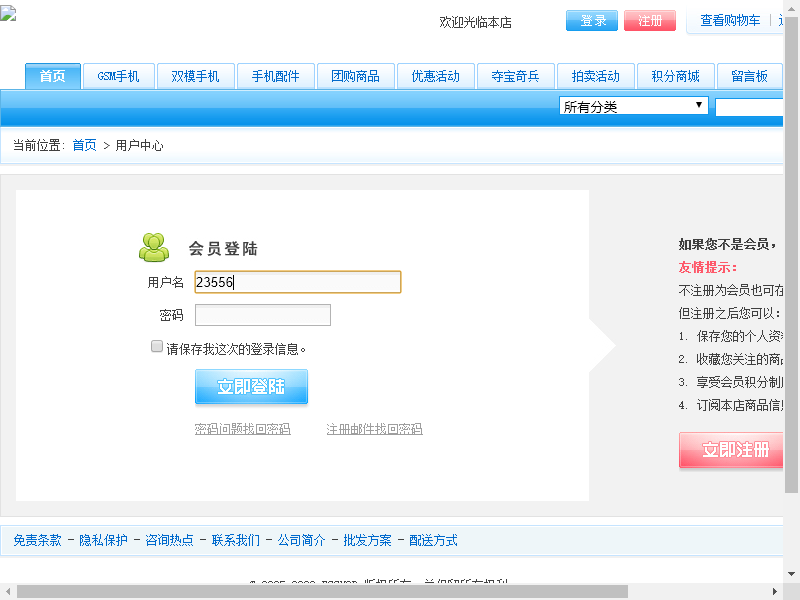 欢迎光临本店
登录
注册
查看购物车
首页
GSM手机
双模手机
手机配件
团购商品
优惠活动
夺宝奇兵
拍卖活动
积分商城
留言板
所有分类
当前位置: 首页 > 用户中心
会员登陆
用户名
23556
密码
请保存我这次的登录信息。
立即登陆
密码问题找回密码
注册邮件找回密码
如果您不是会员，
友情提示：
不注册为会员也可在
但注册之后您可以：
1. 保存您的个人资
2. 收藏您关注的商
3. 享受会员积分制
4. 订阅本店商品信
立即注册
免责条款 - 隐私保护 - 咨询热点 - 联系我们 - 公司简介 - 批发方案 - 配送方式